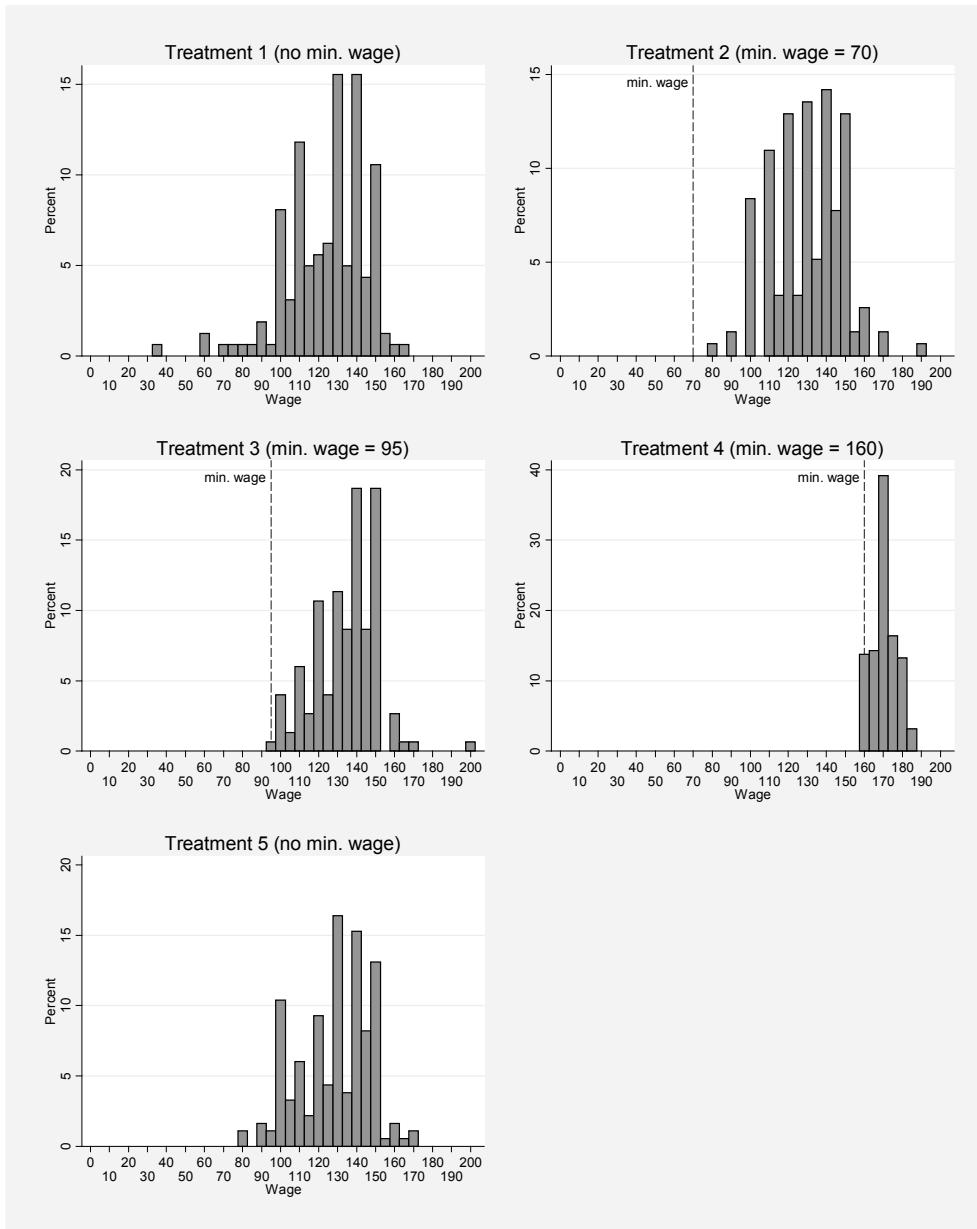 Treatment 1 (no min. wage)
15
10
5
0
Percent
0 20 40 60 80 100 120 140 160 180 200
10 30 50 70 90 110 130 150 170 190
Wage
Treatment 2 (min. wage = 70)
min. wage
15
10
5
0
Percent
0 20 40 60 80 100 120 140 160 180 200
10 30 50 70 90 110 130 150 170 190
Wage
Treatment 3 (min. wage = 95)
min. wage
20
15
10
5
0
Percent
0 20 40 60 80 100 120 140 160 180 200
10 30 50 70 90 110 130 150 170 190
Wage
Treatment 4 (min. wage = 160)
min. wage
40
30
20
10
0
Percent
0 20 40 60 80 100 120 140 160 180 200
10 30 50 70 90 110 130 150 170 190
Wage
Treatment 5 (no min. wage)
20
15
10
5
0
Percent
0 20 40 60 80 100 120 140 160 180 200
10 30 50 70 90 110 130 150 170 190
Wage